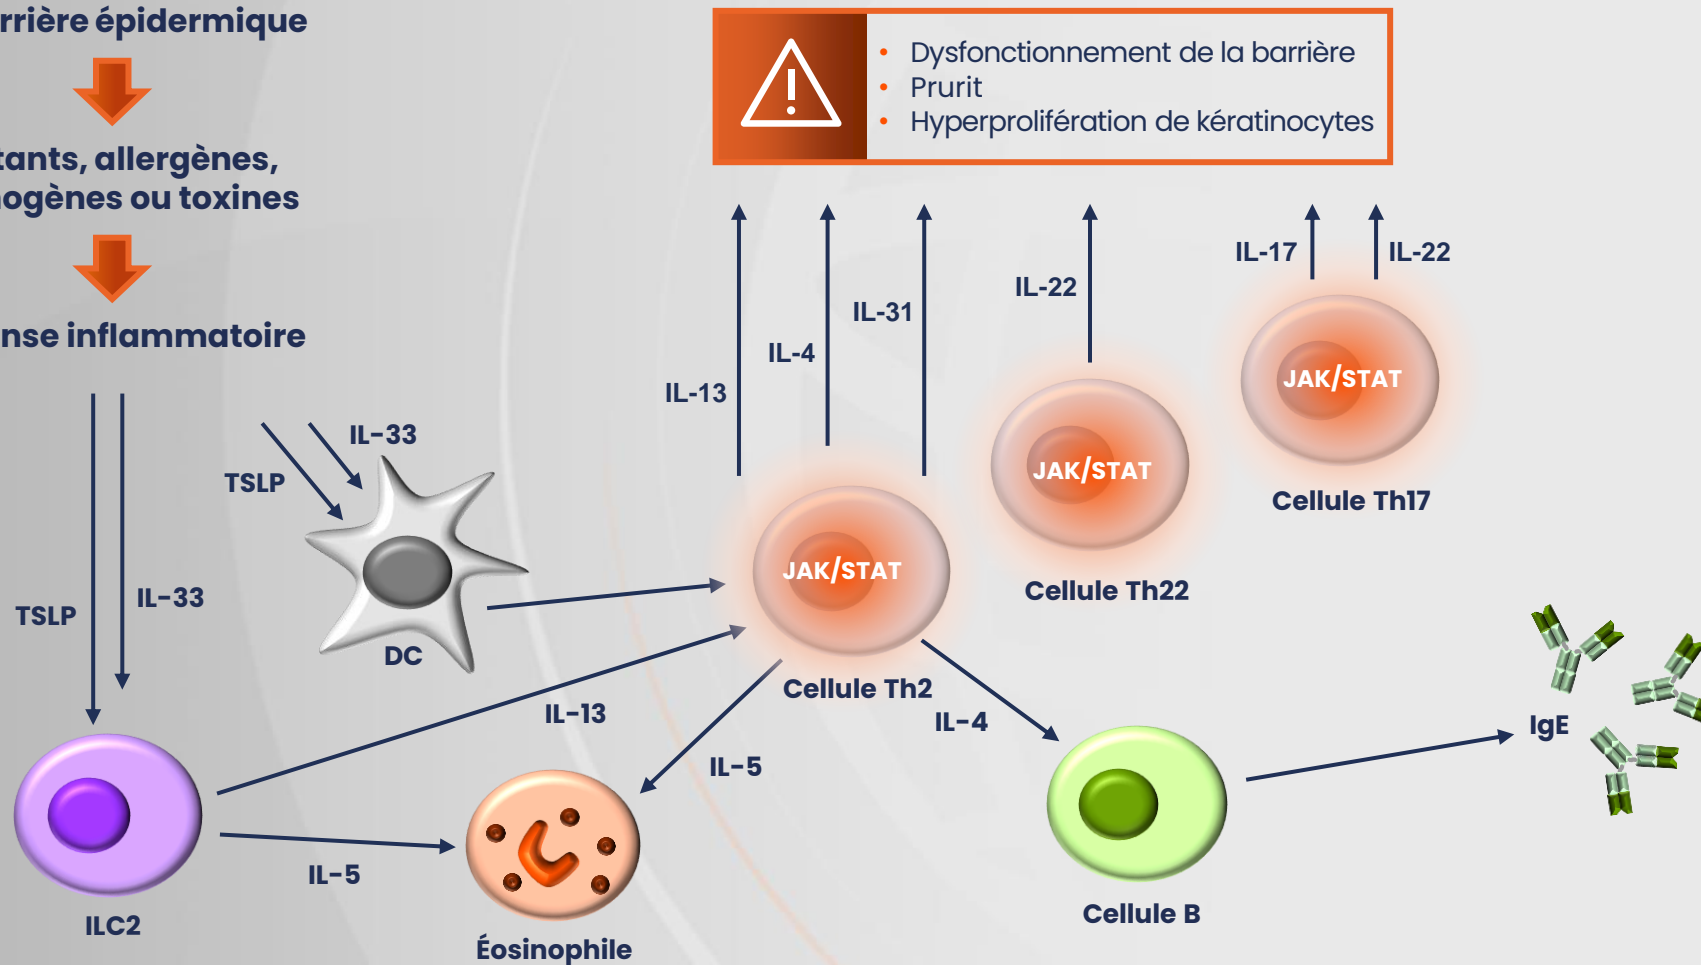 rrière épidermique
tants, allergènes,
ogènes ou toxines
nse inflammatoire
• Dysfonctionnement de la barrière
• Prurit
• Hyperprolifération de kératinocytes
IL-17
IL-22
IL-22
IL-31
IL-4
IL-13
JAK/STAT
Cellule Th17
JAK/STAT
Cellule Th22
JAK/STAT
Cellule Th2
IL-33
TSLP
DC
TSLP
IL-33
IL-13
IL-5
IL-4
IL-5
ILC2
Éosinophile
Cellule B
IgE